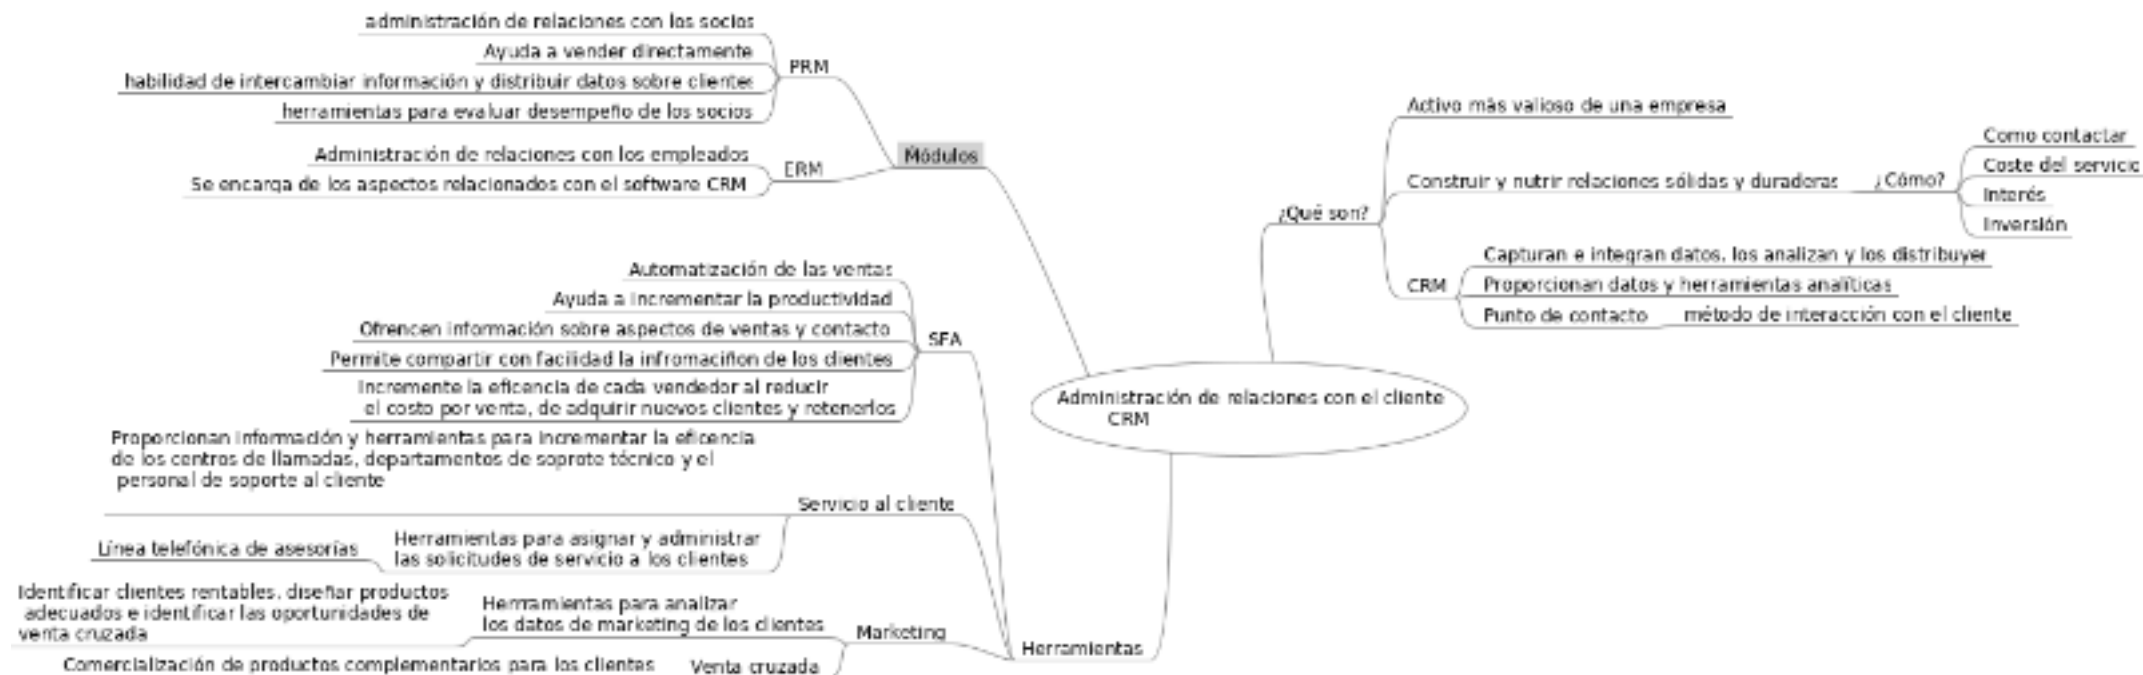 administración de relaciones con los socios
Ayuda a vender directamente
habilidad de intercambiar información y distribuir datos sobre clientes
herramientas para evaluar desempeño de los socios
PRM
Administración de relaciones con los empleados
Se encarga de los aspectos relacionados con el software CRM
ERM
Módulos
Automatización de las ventas
Ayuda a incrementar la productividad
Ofrencen información sobre aspectos de ventas y contacto
Permite compartir con facilidad la infromaciñon de los clientes
Incremente la eficencia de cada vendedor al reducir
el costo por venta, de adquirir nuevos clientes y retenerlos
SFA
Proporcionan información y herramientas para incrementar la eficencia
de los centros de llamadas, departamentos de soprote técnico y el
personal de soporte al cliente
Servicio al cliente
Herramientas para asignar y administrar
las solicitudes de servicio a los clientes
Línea telefónica de asesorías
Identificar clientes rentables, diseñar productos
adecuados e identificar las oportunidades de
venta cruzada
Herrramientas para analizar
los datos de marketing de los clientes
Marketing
Comercialización de productos complementarios para los clientes
Venta cruzada
Herramientas
Administración de relaciones con el cliente
CRM
¿Qué son?
Activo màs valioso de una empresa
Construir y nutrir relaciones sólidas y duraderas
¿Cómo?
Como contactar
Coste del servicio
Interés
Inversión
CRM
Capturan e integran datos, los analizan y los distribuyen
Proporcionan datos y herramientas analíticas
Punto de contacto
método de interacción con el cliente